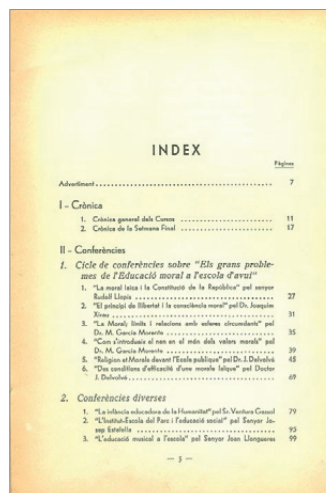 INDEX
Pàgines
Advertiment ........................................ 7
I - Crònica
1. Crònica general dels Cursos ........................ 11
2. Crònica de la Setmana Final ........................ 17
II - Conferències
1. Cicle de conferències sobre "Els grans proble-
mes de l'Educació moral a l'escola d'avui"
1. "La moral laica i la Constitució de la República" pel senyor
Rudolf Llopis ........................ 27
2. "El principi de llibertat i la consciència moral" pel Dr. Joaquim
Xirau ........................ 31
3. "La Moral; límits i relacions amb esferes circumdants" pel
Dr. M. García Morente ........................ 35
4. "Com s'introdueix el nen en el món dels valors morals" pel
Dr. M. García Morente ........................ 39
5. "Religion et Morale devant l'Ecole publique" pel Dr. J. Delvolvé 45
6. "Des conditions d'efficacité d'une morale laïque" pel Doctor
J. Delvolvé ........................ 69
2. Conferències diverses
1. "La infància educadora de la Humanitat" pel Sr. Ventura Gassol 79
2. "L'Institut-Escola del Parc i l'educació social" pel Senyor Jo-
sep Estalella ........................ 93
3. "L'educació musical a l'escola" pel Senyor Joan Llongueres 99
— 5 —